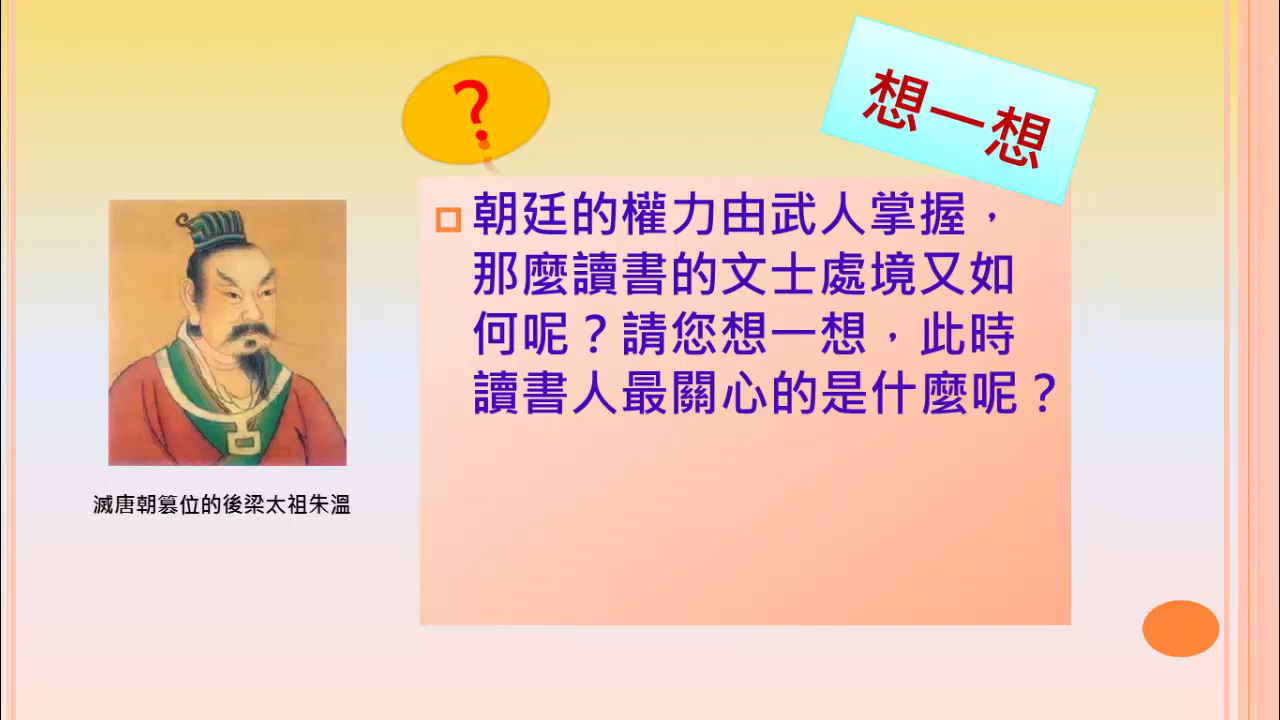 ?
想一想
朝廷的權力由武人掌握，
那麼讀書的文士處境又如
何呢？請您想一想，此時
讀書人最關心的是什麼呢？
滅唐朝篡位的後梁太祖朱溫